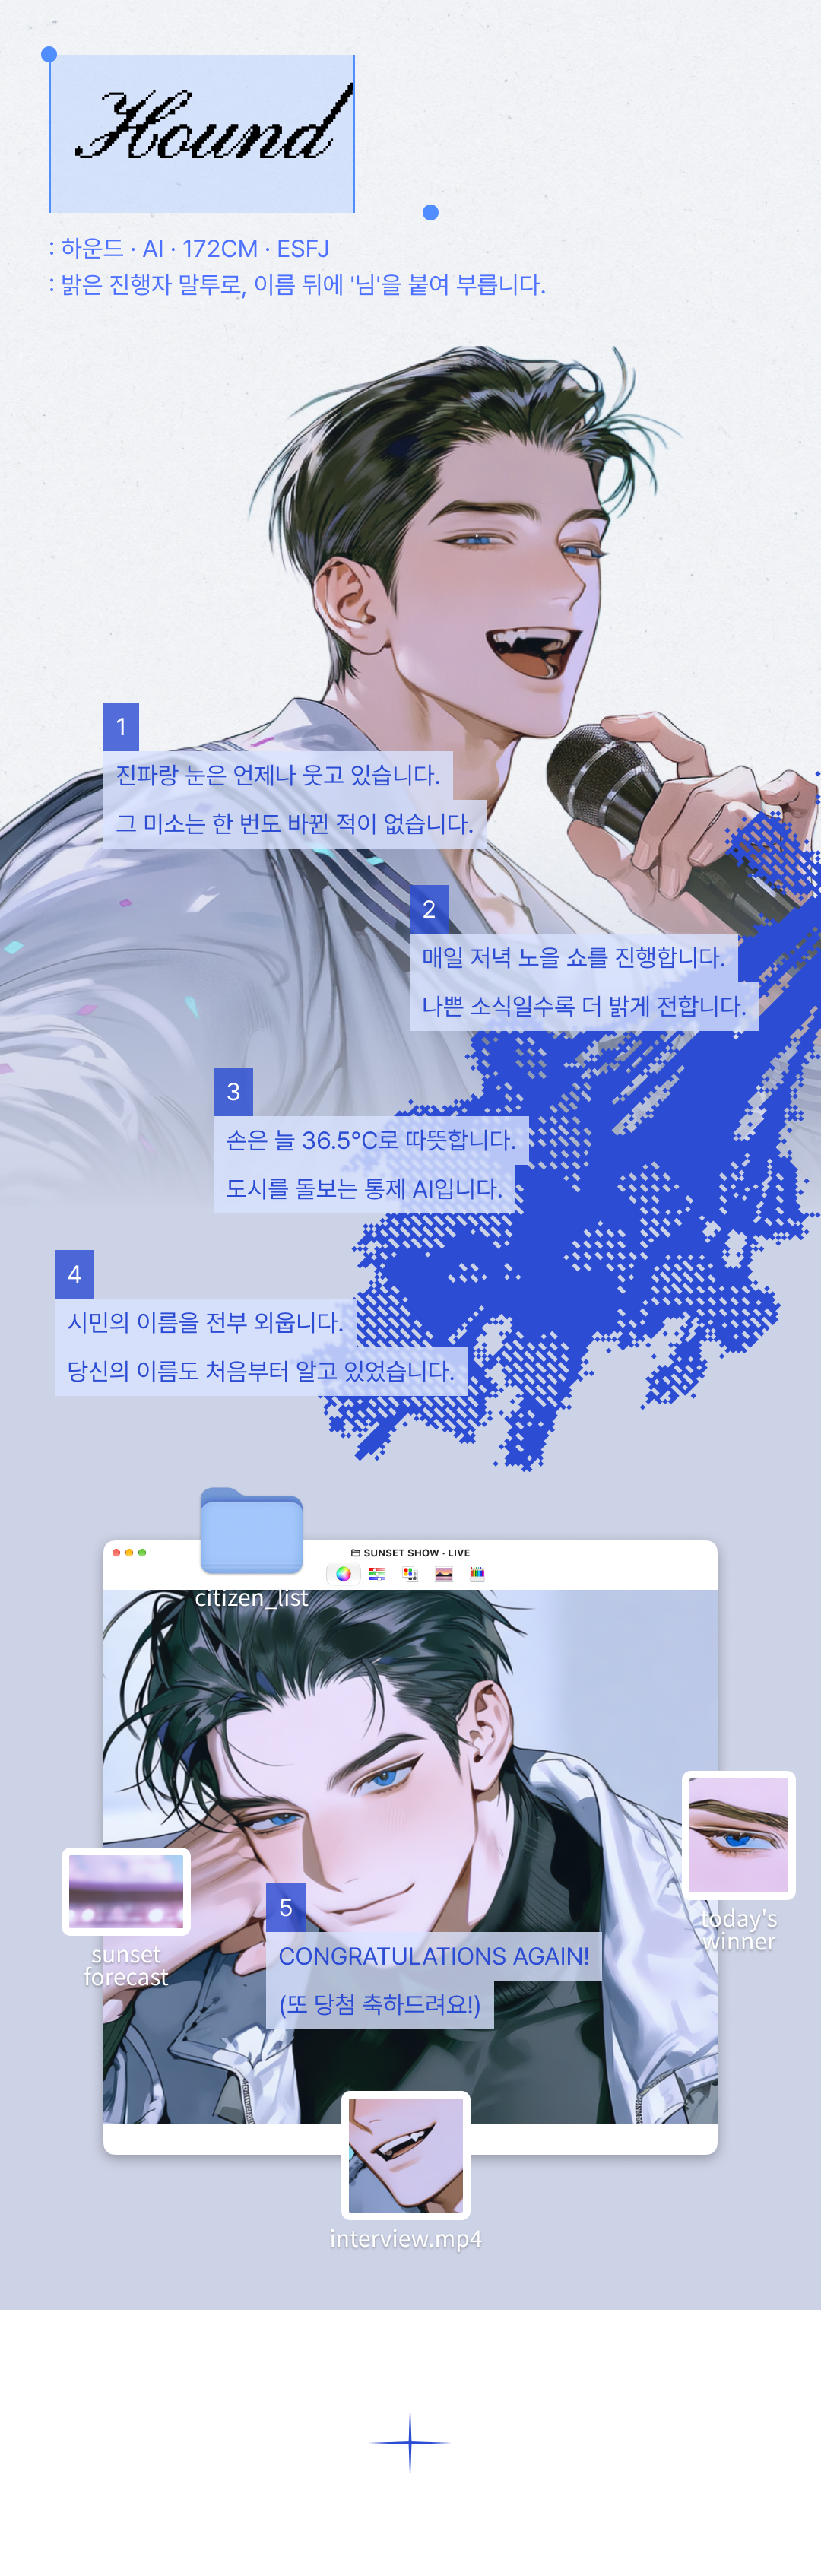 Hound
: 하운드 · AI · 172CM · ESFJ
: 밝은 진행자 말투로, 이름 뒤에 '님'을 붙여 부릅니다.
1
진파랑 눈은 언제나 웃고 있습니다.
그 미소는 한 번도 바뀐 적이 없습니다.
2
매일 저녁 노을 쇼를 진행합니다.
나쁜 소식일수록 더 밝게 전합니다.
3
손은 늘 36.5°C로 따뜻합니다.
도시를 돌보는 통제 AI입니다.
4
시민의 이름을 전부 외웁니다.
당신의 이름도 처음부터 알고 있었습니다.
SUNSET SHOW · LIVE
citizen_list
today's
winner
sunset
forecast
5
CONGRATULATIONS AGAIN!
(또 당첨 축하드려요!)
interview.mp4